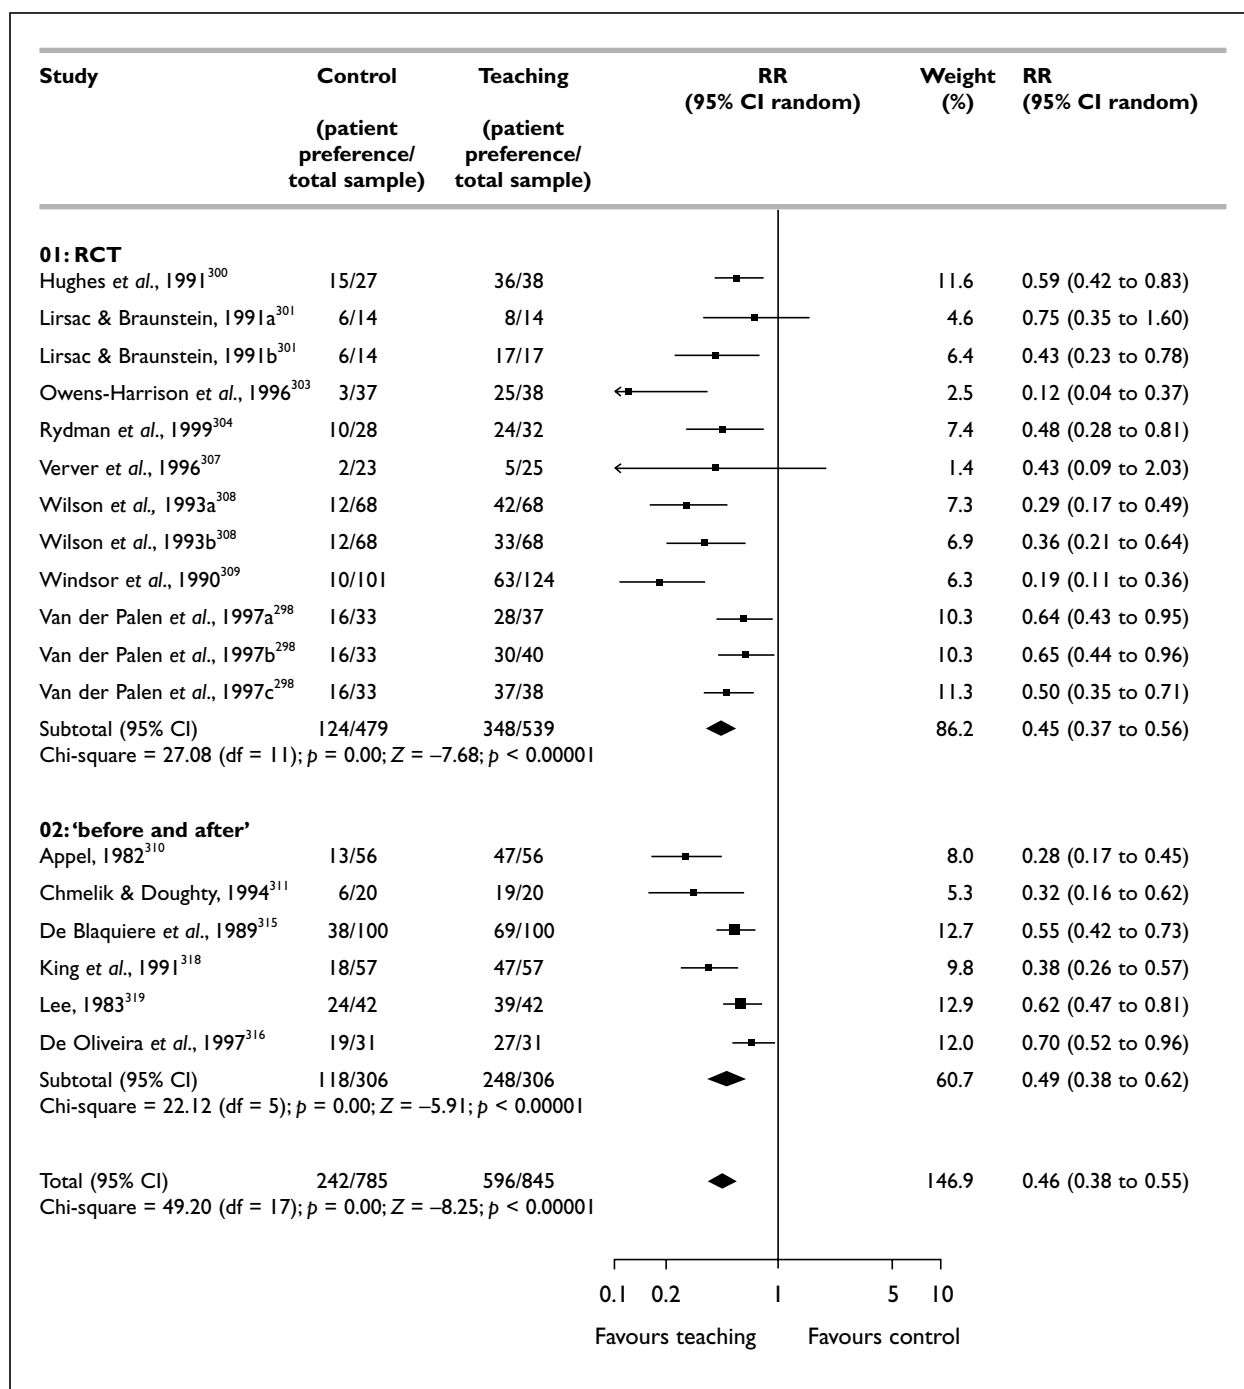 Study Control Teaching RR Weight RR
(95% CI random) (%) (95% CI random)
(patient (patient
preference/ preference/
total sample) total sample)
01: RCT
Hughes et al., 1991300 15/27 36/38 11.6 0.59 (0.42 to 0.83)
Lirsac & Braunstein, 1991a301 6/14 8/14 4.6 0.75 (0.35 to 1.60)
Lirsac & Braunstein, 1991b301 6/14 17/17 6.4 0.43 (0.23 to 0.78)
Owens-Harrison et al., 1996303 3/37 25/38 2.5 0.12 (0.04 to 0.37)
Rydman et al., 1999304 10/28 24/32 7.4 0.48 (0.28 to 0.81)
Verver et al., 1996307 2/23 5/25 1.4 0.43 (0.09 to 2.03)
Wilson et al., 1993a308 12/68 42/68 7.3 0.29 (0.17 to 0.49)
Wilson et al., 1993b308 12/68 33/68 6.9 0.36 (0.21 to 0.64)
Windsor et al., 1990309 10/101 63/124 6.3 0.19 (0.11 to 0.36)
Van der Palen et al., 1997a298 16/33 28/37 10.3 0.64 (0.43 to 0.95)
Van der Palen et al., 1997b298 16/33 30/40 10.3 0.65 (0.44 to 0.96)
Van der Palen et al., 1997c298 16/33 37/38 11.3 0.50 (0.35 to 0.71)
Subtotal (95% CI) 124/479 348/539 86.2 0.45 (0.37 to 0.56)
Chi-square = 27.08 (df = 11); p = 0.00; Z = –7.68; p < 0.00001
02: ‘before and after’
Appel, 1982310 13/56 47/56 8.0 0.28 (0.17 to 0.45)
Chmelik & Doughty, 1994311 6/20 19/20 5.3 0.32 (0.16 to 0.62)
De Blaquiere et al., 1989315 38/100 69/100 12.7 0.55 (0.42 to 0.73)
King et al., 1991318 18/57 47/57 9.8 0.38 (0.26 to 0.57)
Lee, 1983319 24/42 39/42 12.9 0.62 (0.47 to 0.81)
De Oliveira et al., 1997316 19/31 27/31 12.0 0.70 (0.52 to 0.96)
Subtotal (95% CI) 118/306 248/306 60.7 0.49 (0.38 to 0.62)
Chi-square = 22.12 (df = 5); p = 0.00; Z = –5.91; p < 0.00001
Total (95% CI) 242/785 596/845 146.9 0.46 (0.38 to 0.55)
Chi-square = 49.20 (df = 17); p = 0.00; Z = –8.25; p < 0.00001
0.1 0.2 1 5 10
Favours teaching Favours control